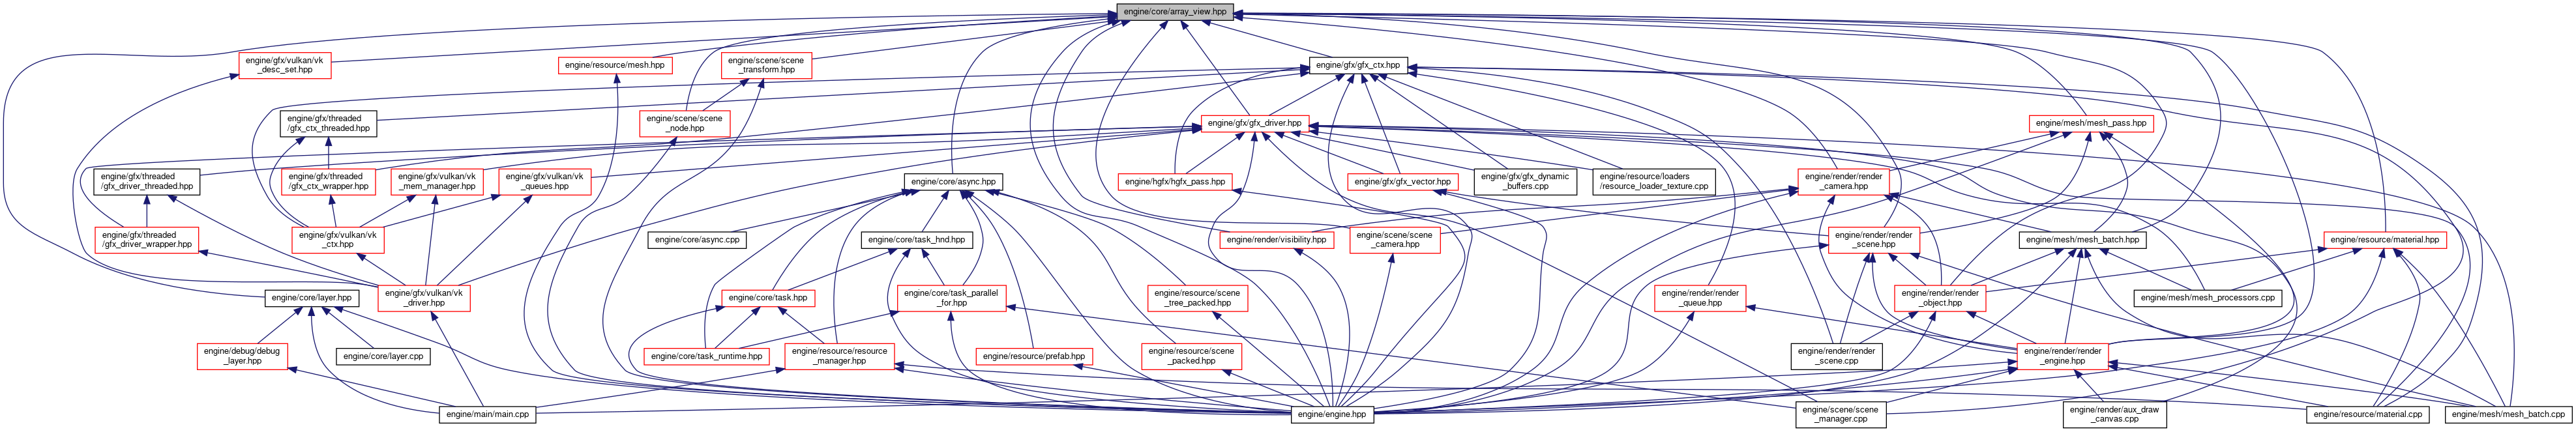 engine/core/array_view.hpp
engine/gfx/vulkan/vk
_desc_set.hpp
engine/resource/mesh.hpp
engine/scene/scene
_transform.hpp
engine/gfx/gfx_ctx.hpp
engine/gfx/threaded
/gfx_ctx_threaded.hpp
engine/scene/scene
_node.hpp
engine/gfx/gfx_driver.hpp
engine/mesh/mesh_pass.hpp
engine/gfx/threaded
/gfx_driver_threaded.hpp
engine/gfx/threaded
/gfx_ctx_wrapper.hpp
engine/gfx/vulkan/vk
_mem_manager.hpp
engine/gfx/vulkan/vk
_queues.hpp
engine/core/async.hpp
engine/hgfx/hgfx_pass.hpp
engine/gfx/gfx_vector.hpp
engine/gfx/gfx_dynamic
_buffers.cpp
engine/resource/loaders
/resource_loader_texture.cpp
engine/render/render
_camera.hpp
engine/gfx/threaded
/gfx_driver_wrapper.hpp
engine/gfx/vulkan/vk
_ctx.hpp
engine/core/async.cpp
engine/core/task_hnd.hpp
engine/render/visibility.hpp
engine/scene/scene
_camera.hpp
engine/render/render
_scene.hpp
engine/mesh/mesh_batch.hpp
engine/resource/material.hpp
engine/core/layer.hpp
engine/gfx/vulkan/vk
_driver.hpp
engine/core/task.hpp
engine/core/task_parallel
_for.hpp
engine/resource/scene
_tree_packed.hpp
engine/render/render
_queue.hpp
engine/render/render
_object.hpp
engine/mesh/mesh_processors.cpp
engine/debug/debug
_layer.hpp
engine/core/layer.cpp
engine/core/task_runtime.hpp
engine/resource/resource
_manager.hpp
engine/resource/prefab.hpp
engine/resource/scene
_packed.hpp
engine/render/render
_scene.cpp
engine/render/render
_engine.hpp
engine/main/main.cpp
engine/engine.hpp
engine/scene/scene
_manager.cpp
engine/render/aux_draw
_canvas.cpp
engine/resource/material.cpp
engine/mesh/mesh_batch.cpp